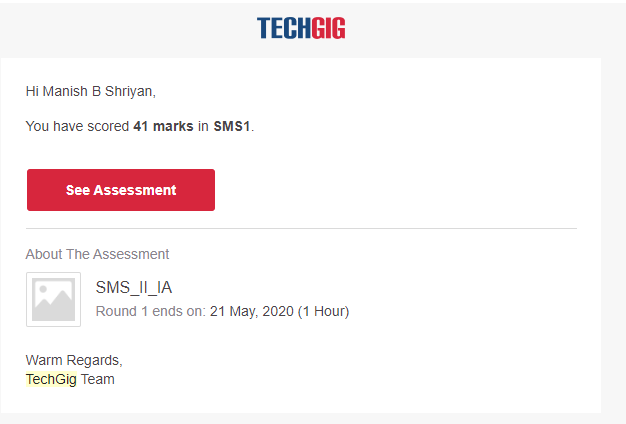 TECHGIG
Hi Manish B Shriyan,
You have scored 41 marks in SMS1.
See Assessment
About The Assessment
SMS_II_IA
Round 1 ends on: 21 May, 2020 (1 Hour)
Warm Regards,
TechGig Team